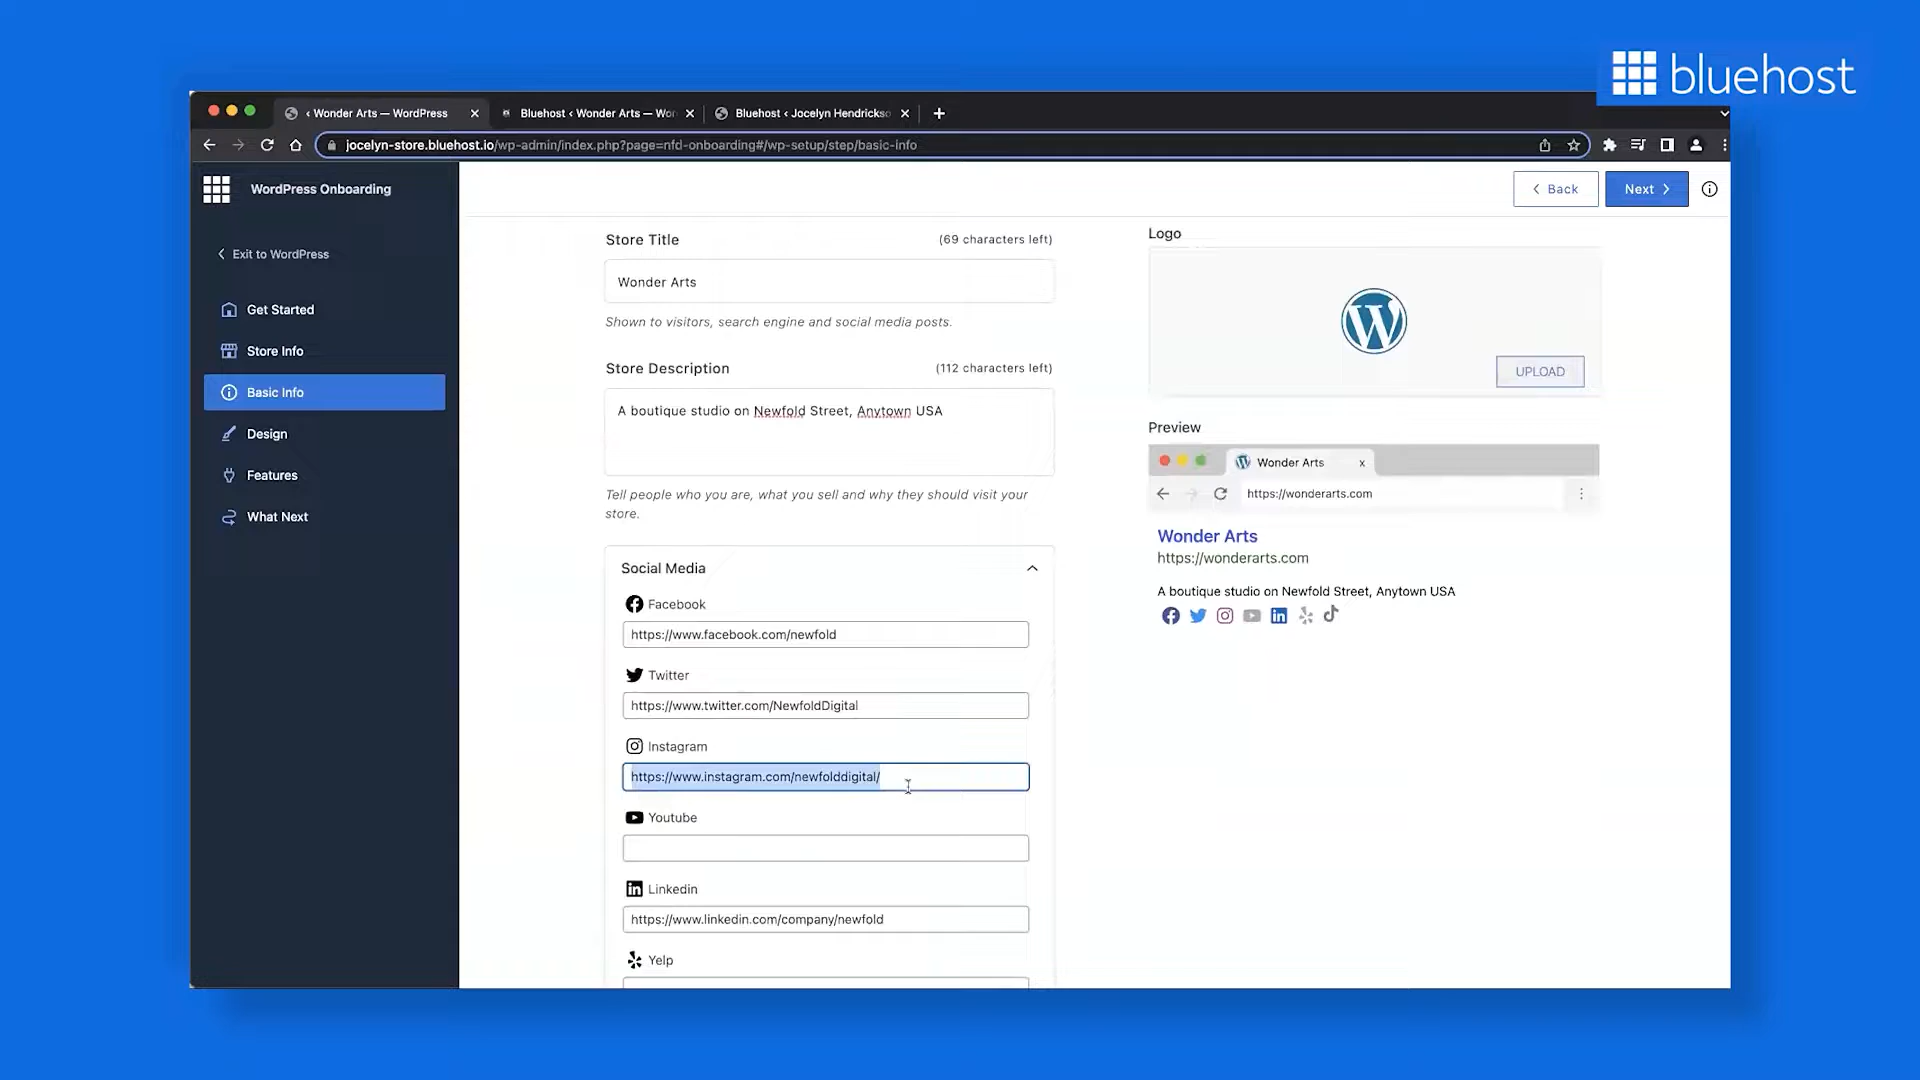 bluehost
‹ Wonder Arts — WordPress
Bluehost ‹ Wonder Arts — Wor
Bluehost ‹ Jocelyn Hendrickso
jocelyn-store.bluehost.io/wp-admin/index.php?page=nfd-onboarding#/wp-setup/step/basic-info
WordPress Onboarding
Back
Next
Exit to WordPress
Get Started
Store Info
Basic Info
Design
Features
What Next
Store Title
(69 characters left)
Wonder Arts
Shown to visitors, search engine and social media posts.
Store Description
(112 characters left)
A boutique studio on Newfold Street, Anytown USA
Tell people who you are, what you sell and why they should visit your
store.
Social Media
Facebook
https://www.facebook.com/newfold
Twitter
https://www.twitter.com/NewfoldDigital
Instagram
https://www.instagram.com/newfolddigital/
Youtube
Linkedin
https://www.linkedin.com/company/newfold
Yelp
Logo
UPLOAD
Preview
Wonder Arts
https://wonderarts.com
Wonder Arts
https://wonderarts.com
A boutique studio on Newfold Street, Anytown USA